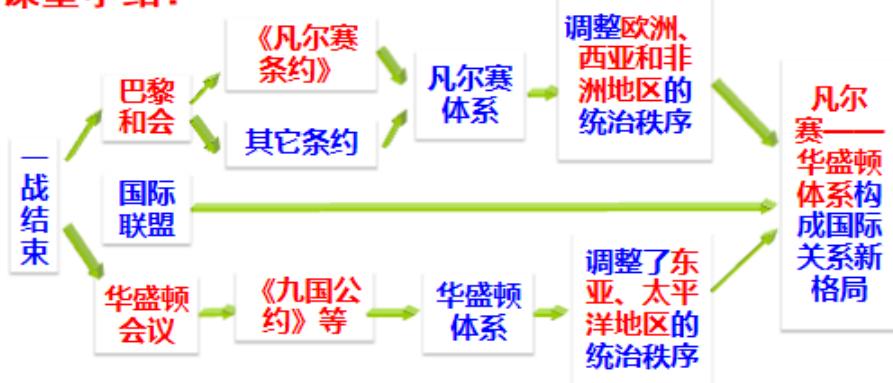 课堂小结：
一
战
结
束
巴黎
和会
《凡尔赛
条约》
其它条约
凡尔赛
体系
调整欧洲、
西亚和非
洲地区的
统治秩序
国际
联盟
华盛顿
会议
《九国公
约》等
华盛顿
体系
调整了东
亚、太平
洋地区的
统治秩序
凡尔
赛——
华盛顿
体系构
成国际
关系新
格局